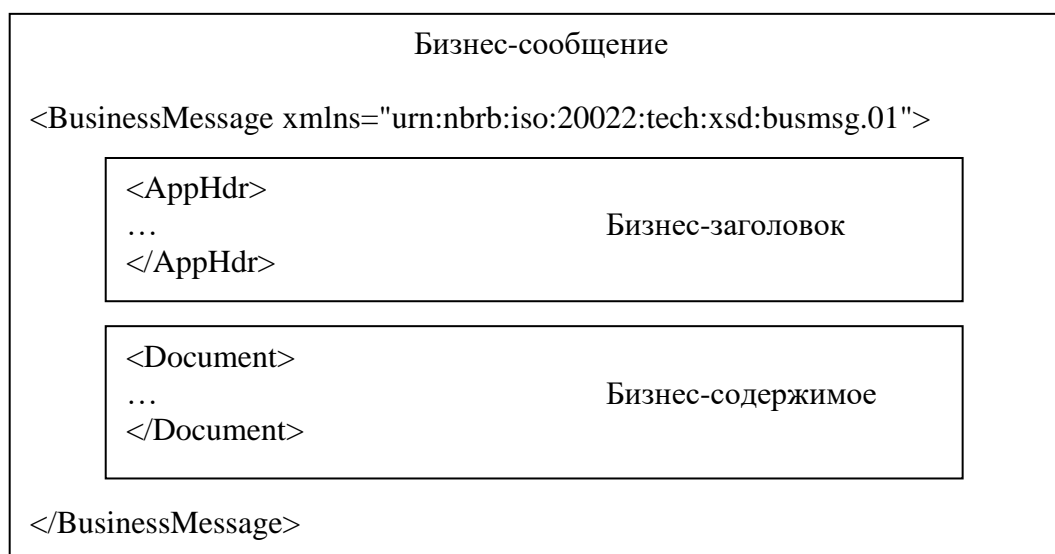 Бизнес-сообщение
<BusinessMessage xmlns="urn:nbrb:iso:20022:tech:xsd:busmsg.01">
<AppHdr>
… Бизнес-заголовок
</AppHdr>
<Document>
… Бизнес-содержимое
</Document>
</BusinessMessage>